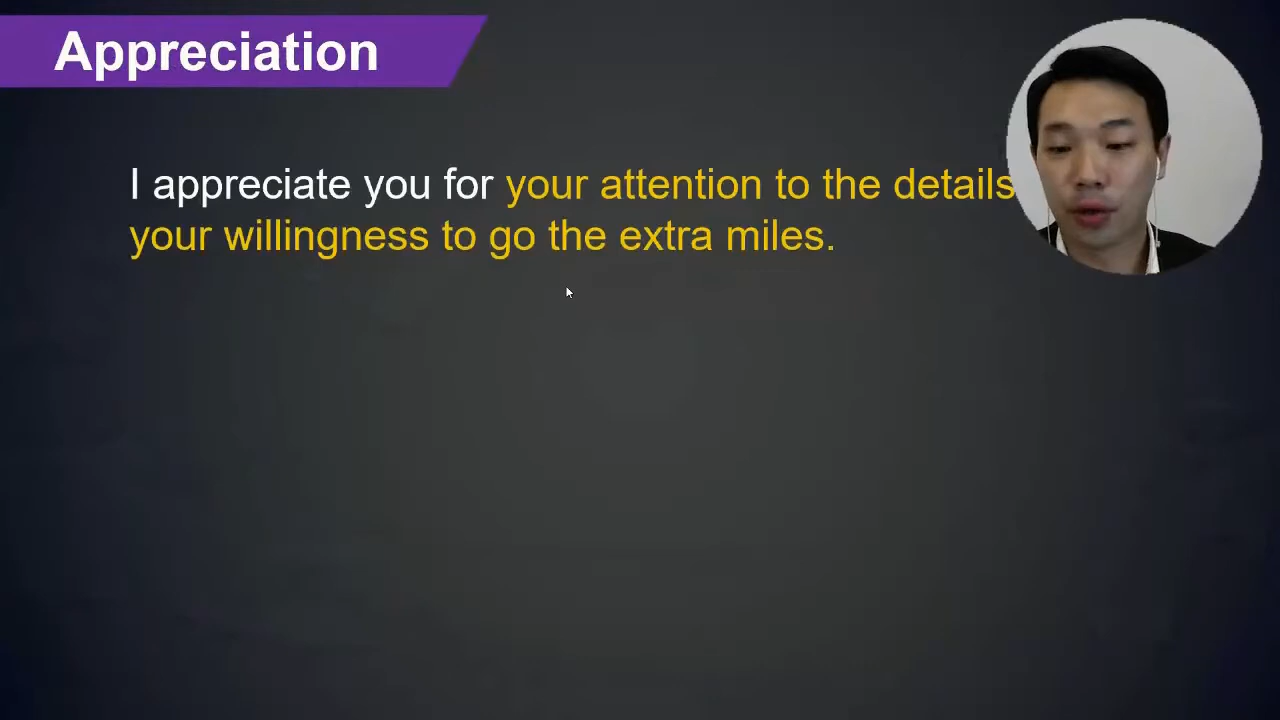 Appreciation
I appreciate you for your attention to the details
your willingness to go the extra miles.